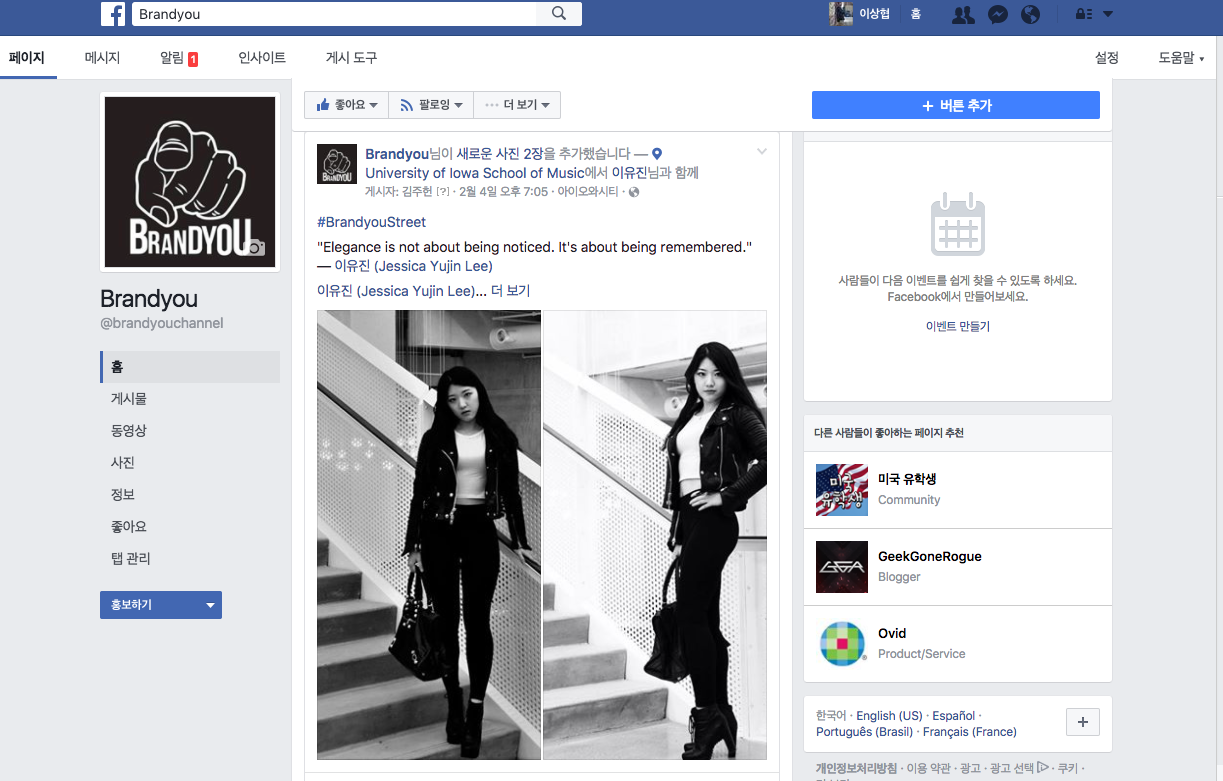 Brandyou
이상협
홈
페이지
메시지
알림 1
인사이트
게시 도구
설정
도움말
좋아요
팔로잉
더 보기
+ 버튼 추가
BRANDYOU
Brandyou
@brandyouchannel
홈
게시물
동영상
사진
정보
좋아요
탭 관리
홍보하기
BRANDYOU
Brandyou님이 새로운 사진 2장을 추가했습니다 —
University of Iowa School of Music에서 이유진님과 함께
게시자: 김주헌 [?] · 2월 4일 오후 7:05 · 아이오와시티 ·
#BrandyouStreet
"Elegance is not about being noticed. It's about being remembered."
— 이유진 (Jessica Yujin Lee)
이유진 (Jessica Yujin Lee)... 더 보기
사람들이 다음 이벤트를 쉽게 찾을 수 있도록 하세요.
Facebook에서 만들어보세요.
이벤트 만들기
다른 사람들이 좋아하는 페이지 추천
미국
유학생
미국 유학생
Community
GeekGoneRogue
Blogger
Ovid
Product/Service
한국어 · English (US) · Español ·
Português (Brasil) · Français (France)
개인정보처리방침 · 이용 약관 · 광고 · 광고 선택 · 쿠키 ·